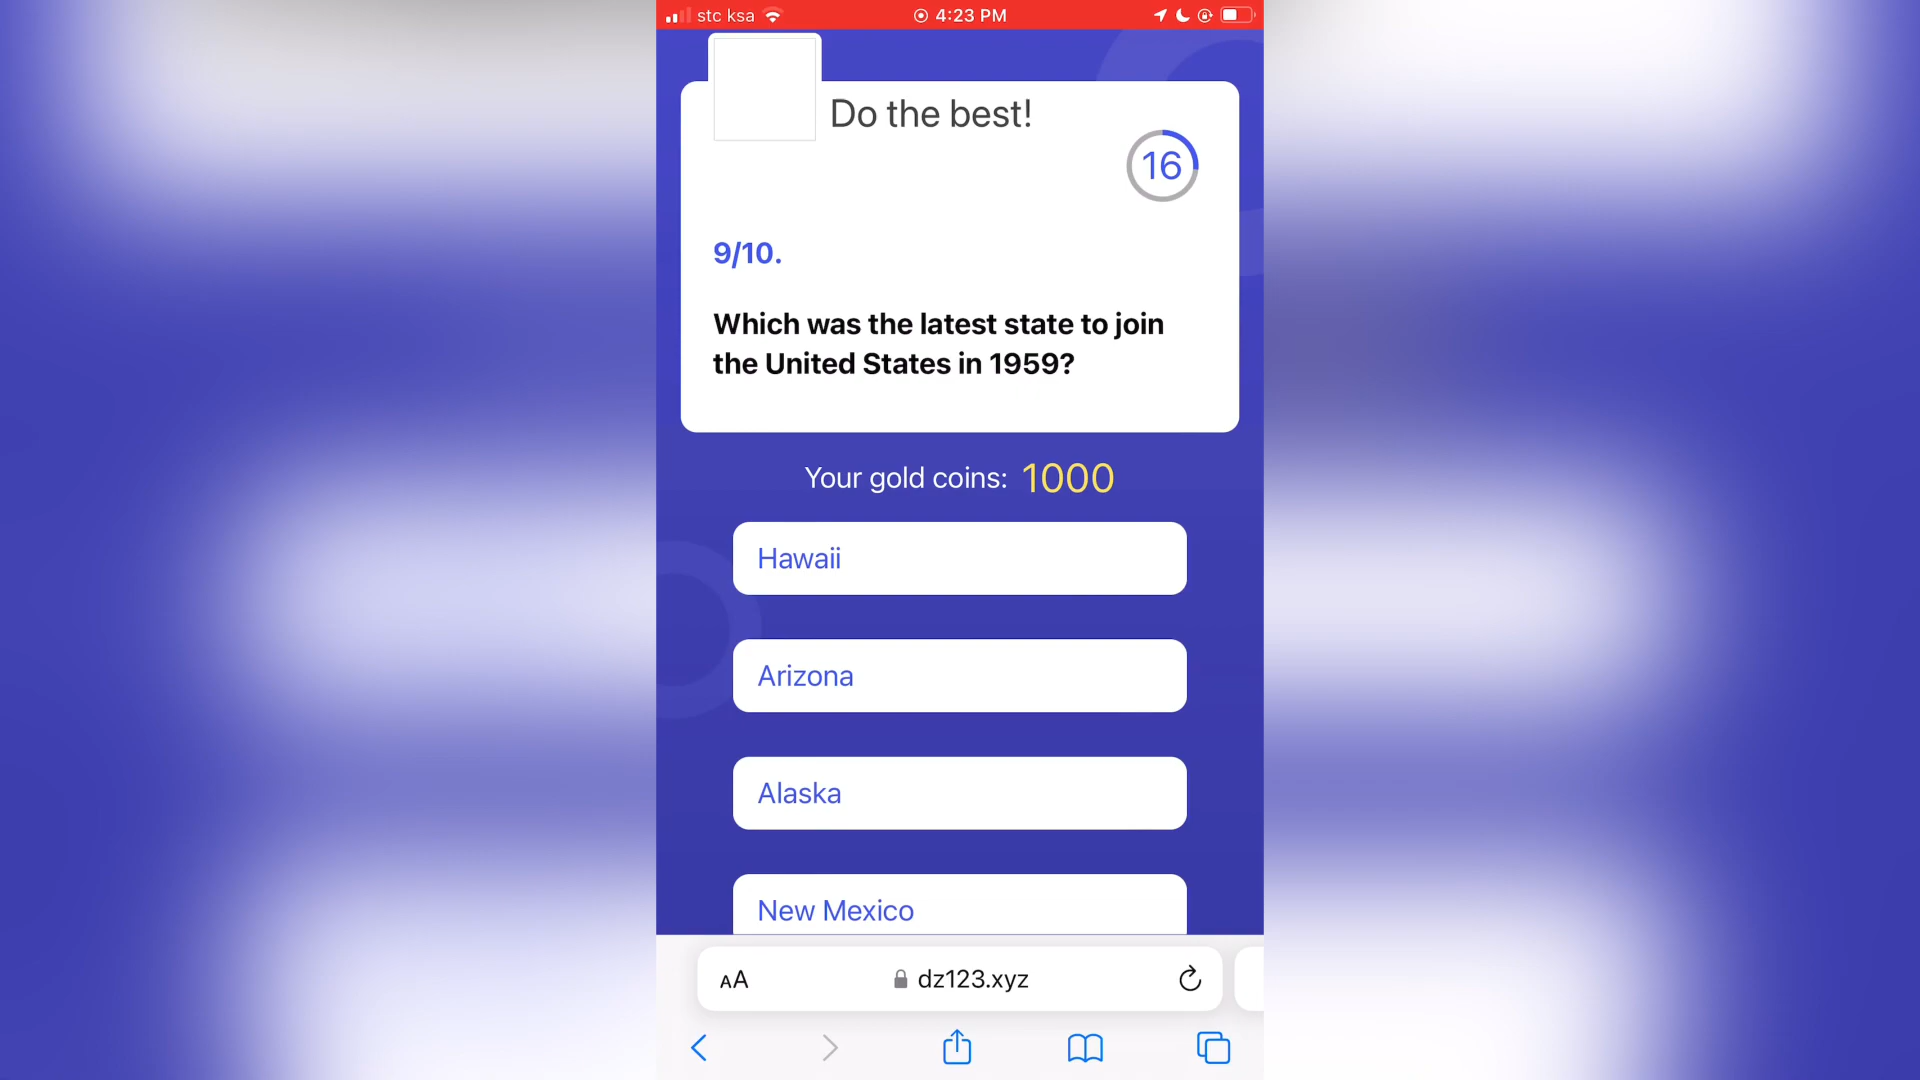 stc ksa 4:23 PM
Do the best!
16
9/10.
Which was the latest state to join
the United States in 1959?
Your gold coins: 1000
Hawaii
Arizona
Alaska
New Mexico
AA dz123.xyz